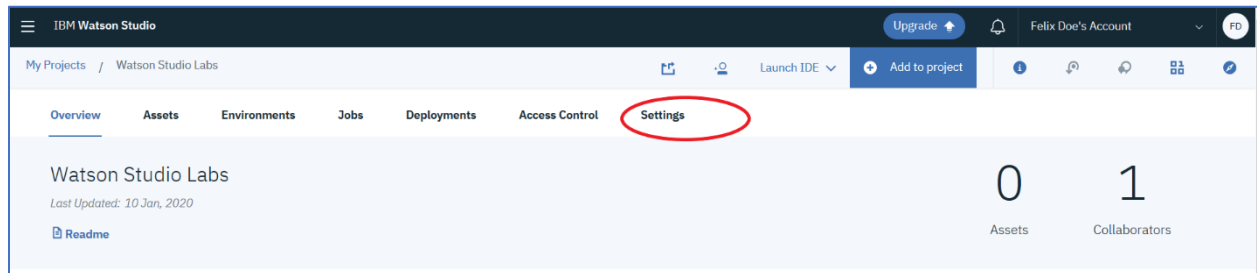 IBM Watson Studio Upgrade Felix Doe's Account FD
My Projects / Watson Studio Labs Launch IDE Add to project
Overview Assets Environments Jobs Deployments Access Control Settings
Watson Studio Labs 0 1
Last Updated: 10 Jan, 2020
Readme Assets Collaborators